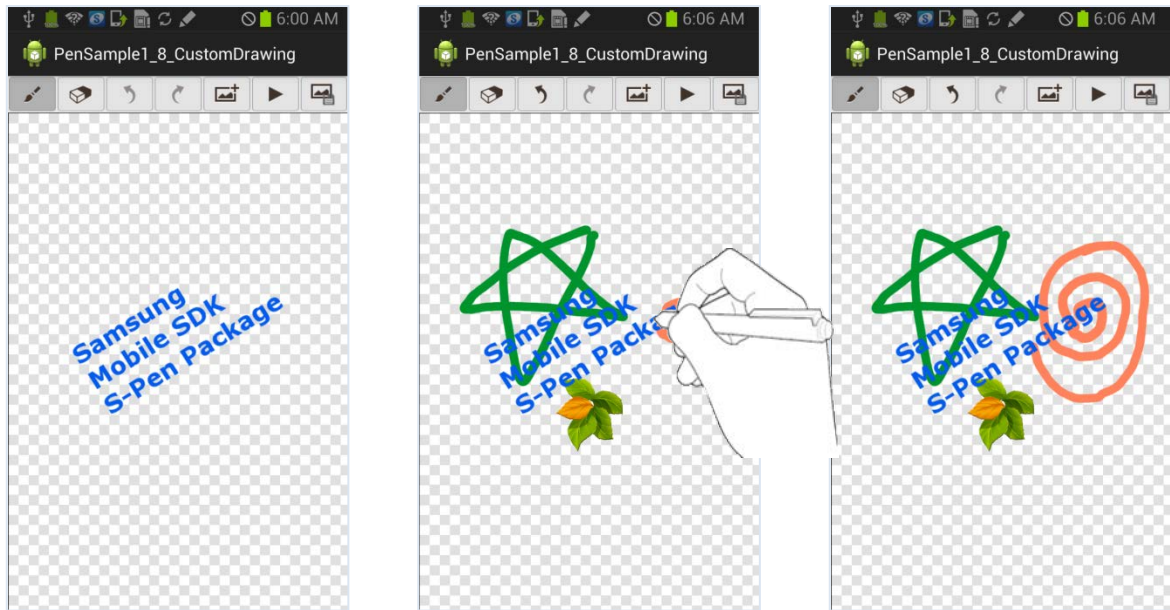 6:00 AM
PenSample1_8_CustomDrawing
Samsung
Mobile SDK
S-Pen Package
6:06 AM
PenSample1_8_CustomDrawing
Samsung
Mobile SDK
S-Pen Packa
6:06 AM
PenSample1_8_CustomDrawing
Samsung
Mobile SDK
S-Pen Package